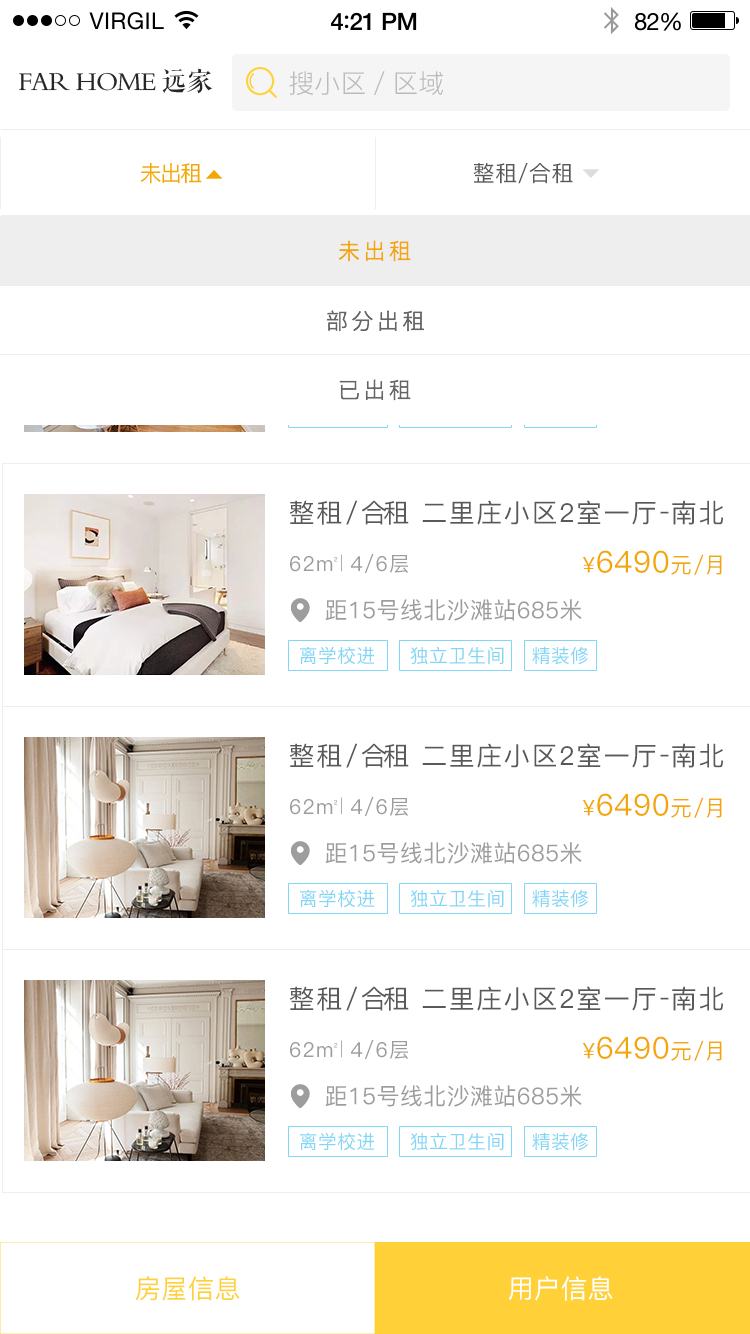 VIRGIL 4:21 PM 82%
FAR HOME 远家 搜小区 / 区域
未出租 整租/合租
未出租
部分出租
已出租
整租/合租 二里庄小区2室一厅-南北
62m² 4/6层 ¥6490元/月
距15号线北沙滩站685米
离学校进 独立卫生间 精装修
整租/合租 二里庄小区2室一厅-南北
62m² 4/6层 ¥6490元/月
距15号线北沙滩站685米
离学校进 独立卫生间 精装修
整租/合租 二里庄小区2室一厅-南北
62m² 4/6层 ¥6490元/月
距15号线北沙滩站685米
离学校进 独立卫生间 精装修
房屋信息 用户信息